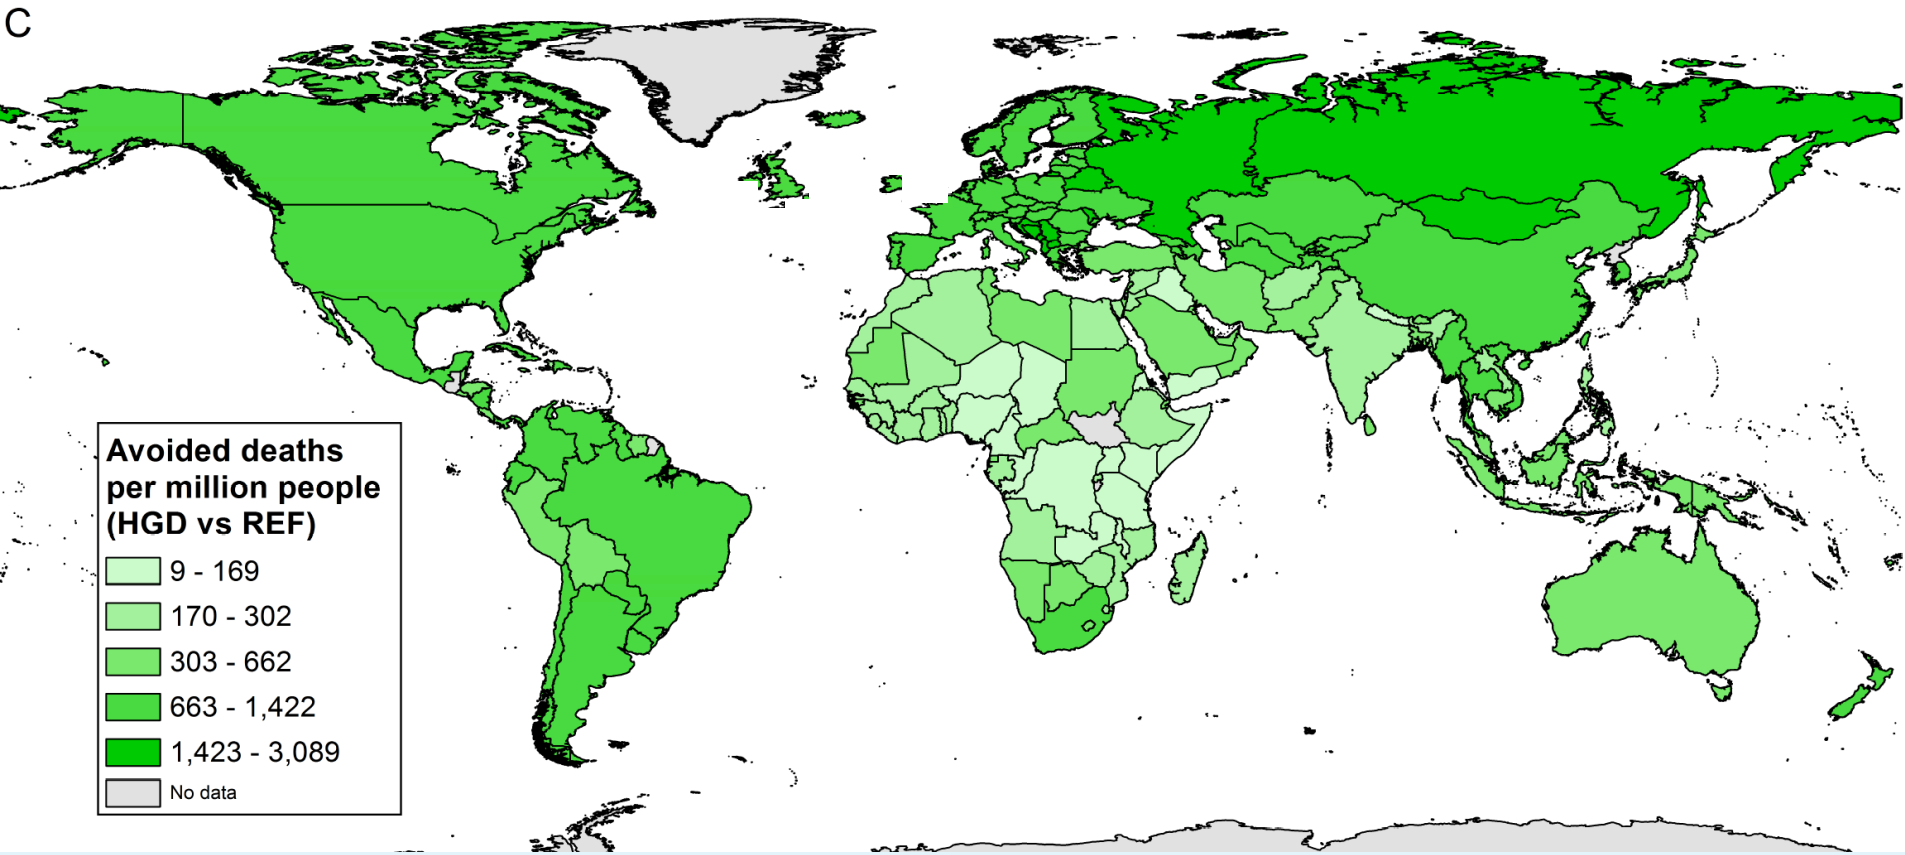 C
Avoided deaths
per million people
(HGD vs REF)
9 - 169
170 - 302
303 - 662
663 - 1,422
1,423 - 3,089
No data